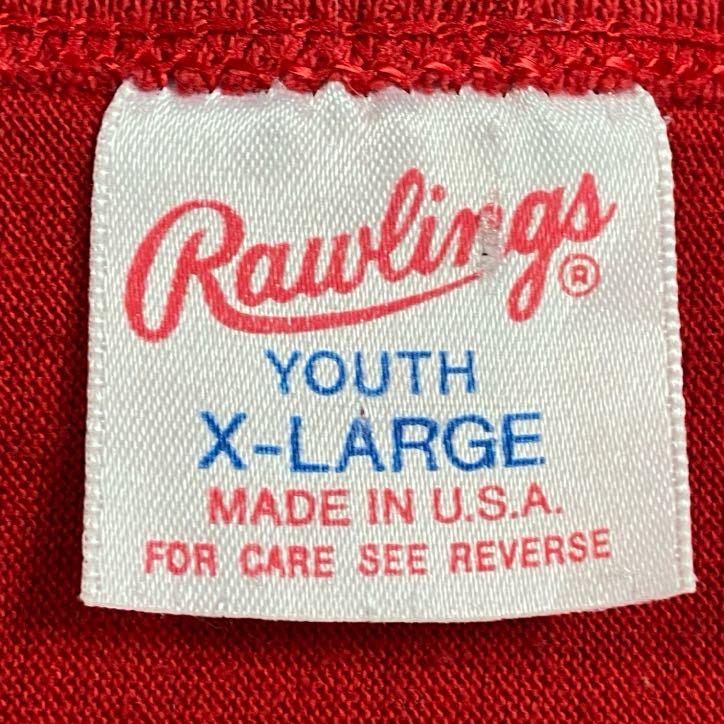 Rawlings®
YOUTH
X-LARGE
MADE IN U.S.A.
FOR CARE SEE REVERSE